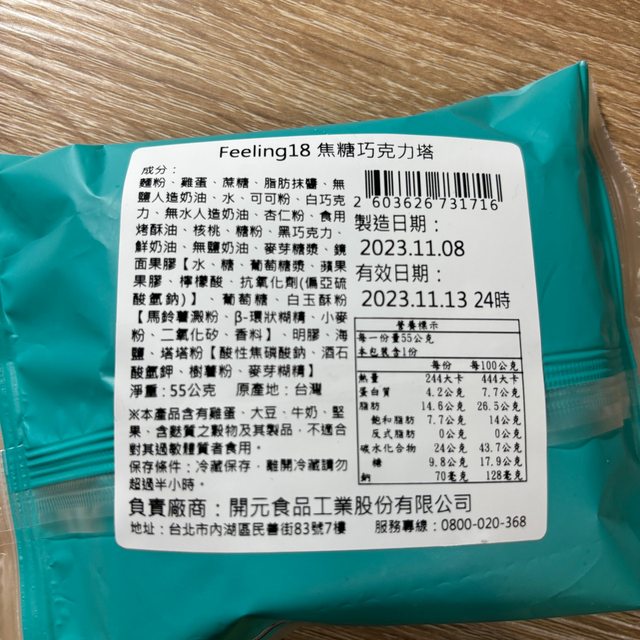 Feeling18 焦糖巧克力塔
成分：
麵粉、雞蛋、蔗糖、脂肪抹醬、無
鹽人造奶油、水、可可粉、白巧克
力、無水人造奶油、杏仁粉、食用
烤酥油、核桃、糖粉、黑巧克力、
鮮奶油、無鹽奶油、麥芽糖漿、鏡
面果膠【水、糖、葡萄糖漿、蘋果
果膠、檸檬酸、抗氧化劑(偏亞硫
酸氫鈉)】、葡萄糖、白玉酥粉
【馬鈴薯澱粉、β-環狀糊精、小麥
粉、二氧化矽、香料】、明膠、海
鹽、塔塔粉【酸性焦磷酸鈉、酒石
酸氫鉀、樹薯粉、麥芽糊精】
淨重：55公克 原產地：台灣
※本產品含有雞蛋、大豆、牛奶、堅
果、含麩質之穀物及其製品，不適合
對其過敏體質者食用。
保存條件：冷藏保存，離開冷藏請勿
超過半小時。
2 603626 731716
製造日期：
2023.11.08
有效日期：
2023.11.13 24時
營養標示
每一份量55公克
本包裝含1份
每份 每100公克
熱量 244大卡 444大卡
蛋白質 4.2公克 7.7公克
脂肪 14.6公克 26.5公克
飽和脂肪 7.7公克 14公克
反式脂肪 0公克 0公克
碳水化合物 24公克 43.7公克
糖 9.8公克 17.9公克
鈉 70毫克 128毫克
負責廠商：開元食品工業股份有限公司
地址：台北市內湖區民善街83號7樓 服務專線：0800-020-368